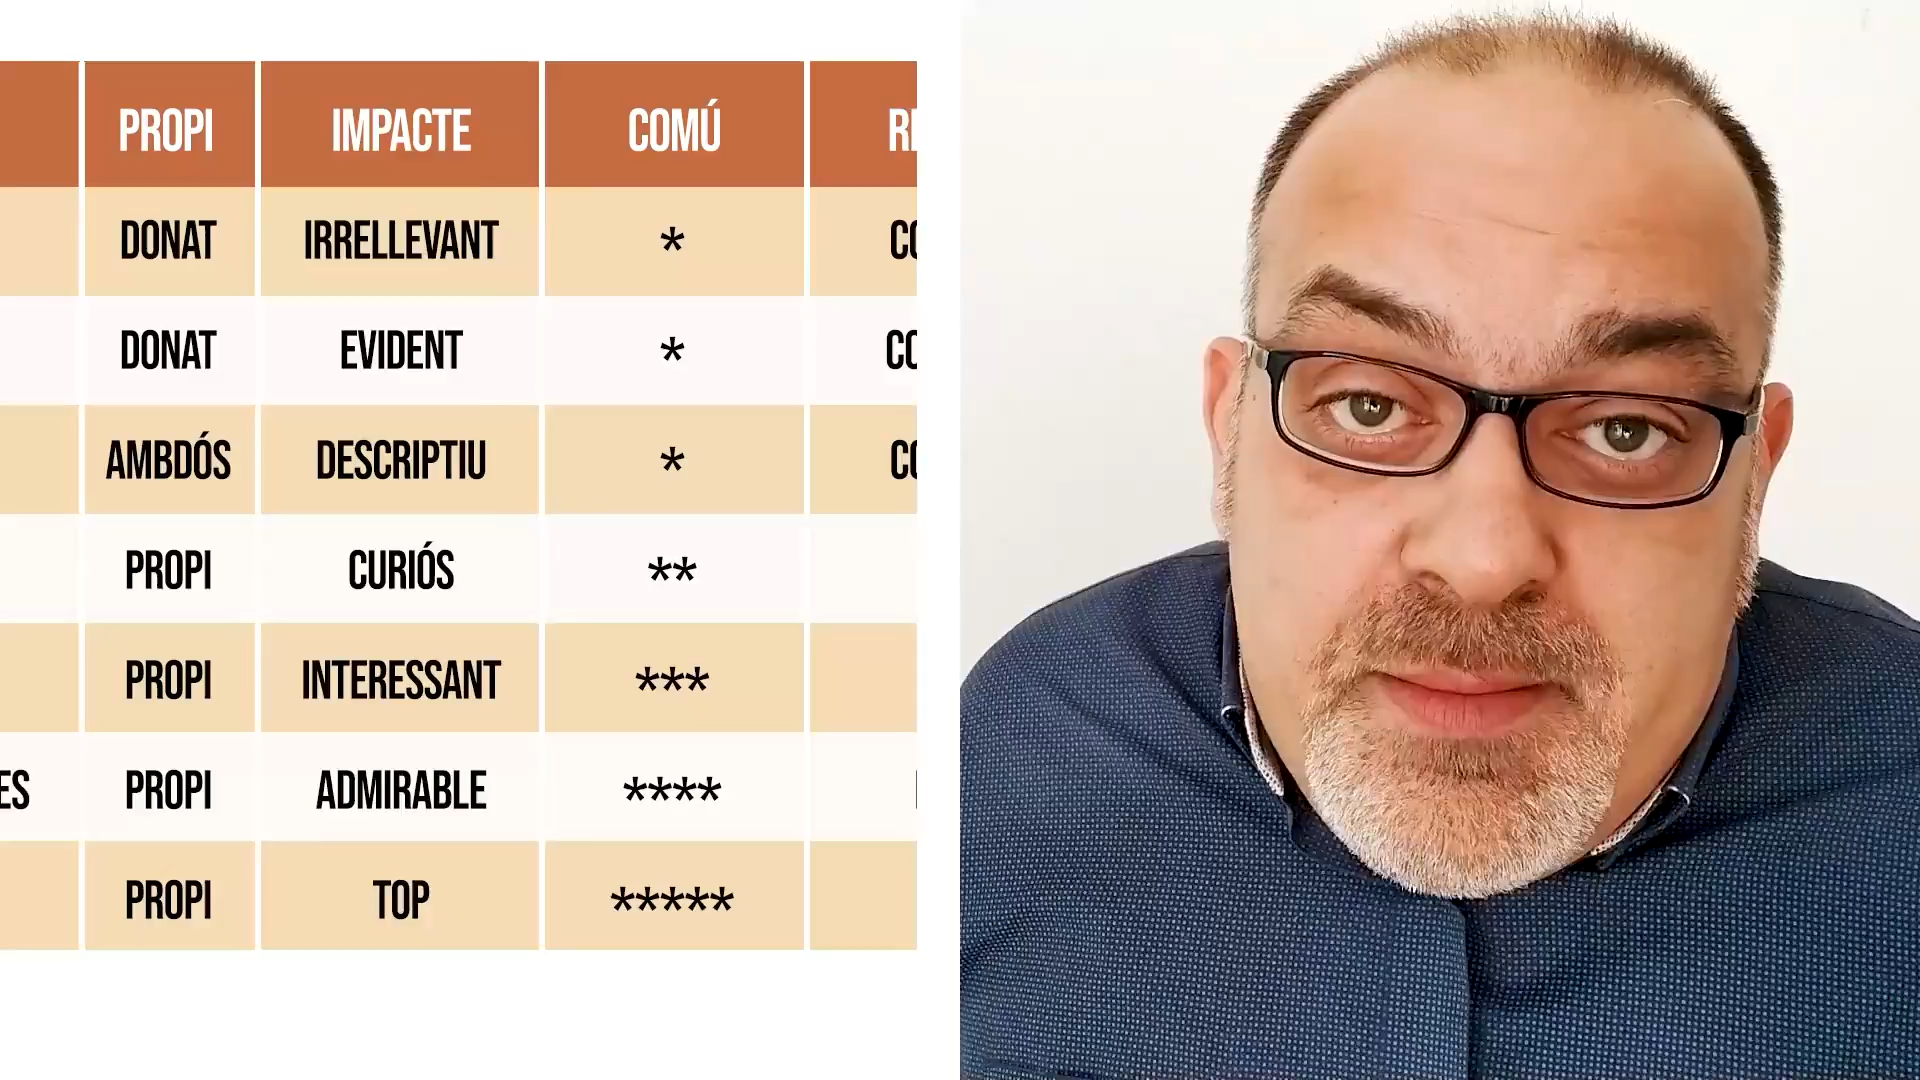 PROPI IMPACTE COMÚ
DONAT IRRELLEVANT *
DONAT EVIDENT *
AMBDÓS DESCRIPTIU *
PROPI CURIÓS **
PROPI INTERESSANT ***
PROPI ADMIRABLE ****
PROPI TOP *****